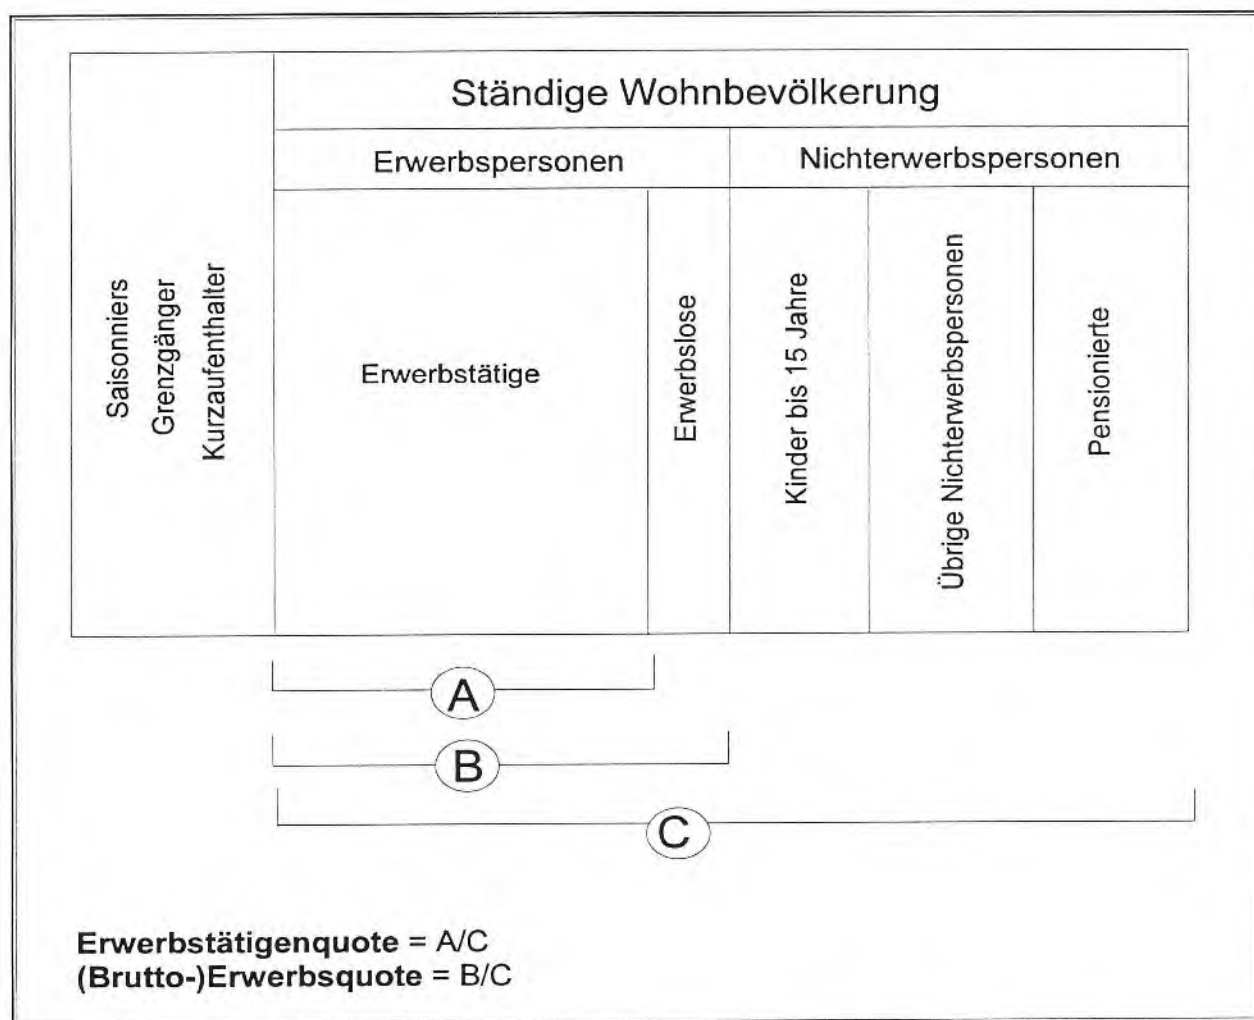 Ständige Wohnbevölkerung
Erwerbspersonen
Nichterwerbspersonen
Saisonniers
Grenzgänger
Kurzaufenthalter
Erwerbstätige
Erwerbslose
Kinder bis 15 Jahre
Übrige Nichterwerbspersonen
Pensionierte
A
B
C
Erwerbstätigenquote = A/C
(Brutto-)Erwerbsquote = B/C